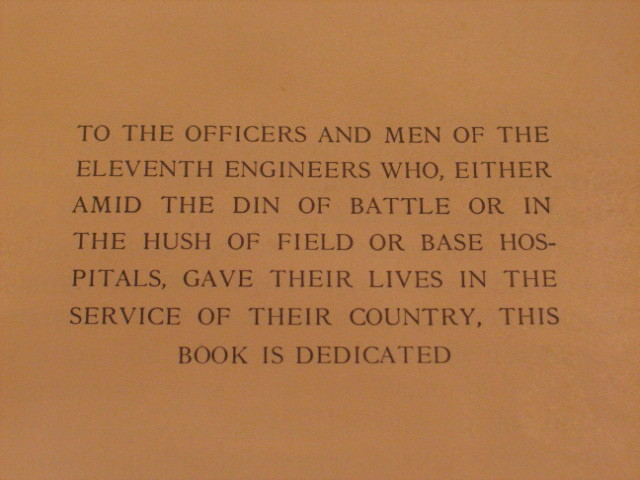 TO THE OFFICERS AND MEN OF THE
ELEVENTH ENGINEERS WHO, EITHER
AMID THE DIN OF BATTLE OR IN
THE HUSH OF FIELD OR BASE HOS-
PITALS, GAVE THEIR LIVES IN THE
SERVICE OF THEIR COUNTRY, THIS
BOOK IS DEDICATED